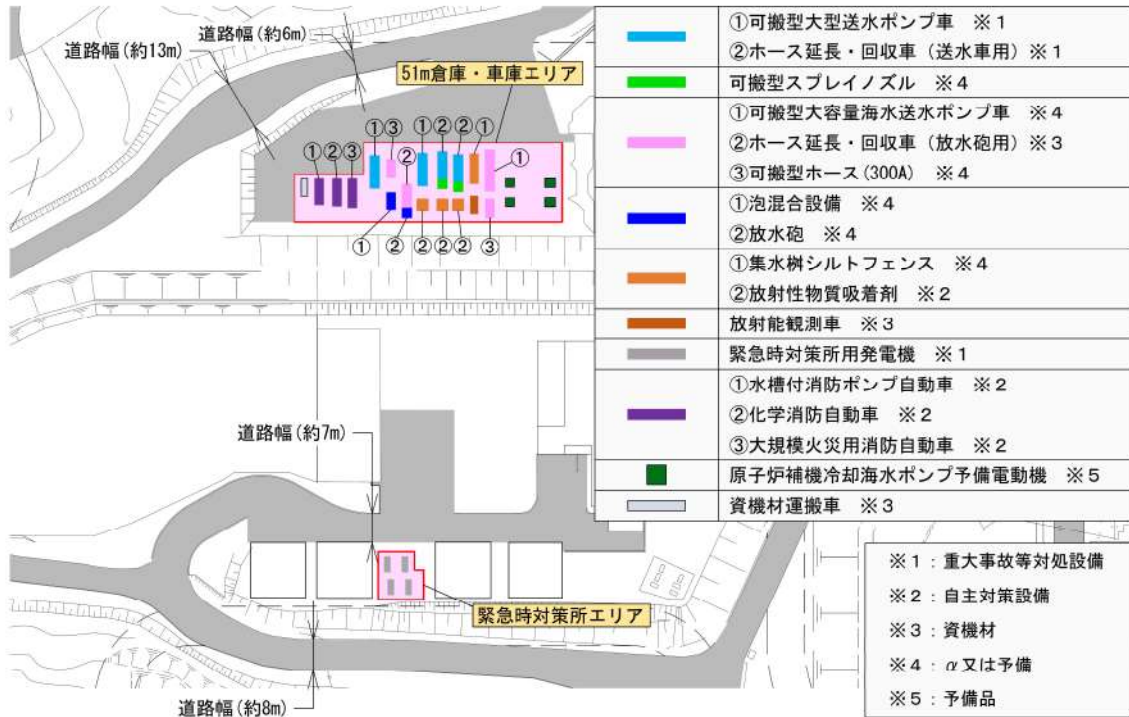 道路幅(約13m)
道路幅(約6m)
51m倉庫・車庫エリア
①③①②②①
①②③
②
①
①②②②②③
道路幅(約7m)
緊急時対策所エリア
道路幅(約8m)
①可搬型大型送水ポンプ車 ※1
②ホース延長・回収車(送水車用)※1
可搬型スプレイノズル ※4
①可搬型大容量海水送水ポンプ車 ※4
②ホース延長・回収車(放水砲用)※3
③可搬型ホース(300A) ※4
①泡混合設備 ※4
②放水砲 ※4
①集水桝シルトフェンス ※4
②放射性物質吸着剤 ※2
放射能観測車 ※3
緊急時対策所用発電機 ※1
①水槽付消防ポンプ自動車 ※2
②化学消防自動車 ※2
③大規模火災用消防自動車 ※2
原子炉補機冷却海水ポンプ予備電動機 ※5
資機材運搬車 ※3
※1:重大事故等対処設備
※2:自主対策設備
※3:資機材
※4:α又は予備
※5:予備品